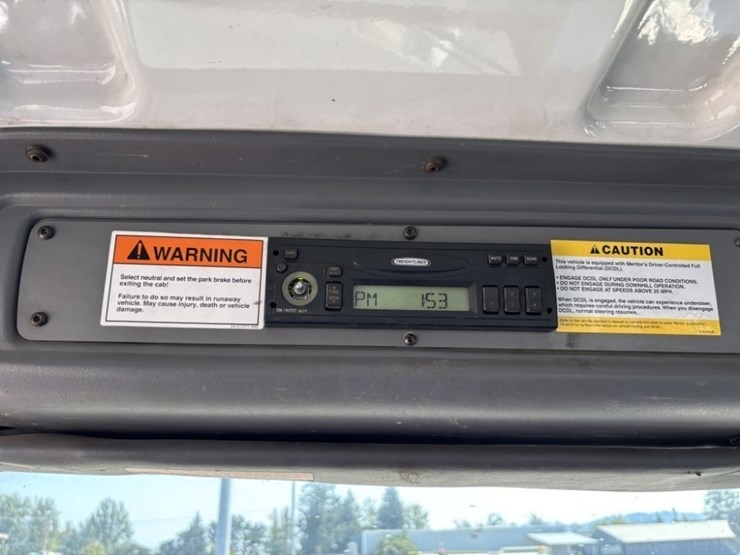 WARNING
Select neutral and set the park brake before
exiting the cab!
Failure to do so may result in runaway
vehicle. May cause injury, death or vehicle
damage.
FREIGHTLINER
PM 1:53
CAUTION
This vehicle is equipped with Meritor's Driver-Controlled Full
Locking Differential (DCDL).
• ENGAGE DCDL ONLY UNDER POOR ROAD CONDITIONS.
• DO NOT ENGAGE DURING DOWNHILL OPERATION.
• DO NOT ENGAGE AT SPEEDS ABOVE 25 MPH.
When DCDL is engaged, the vehicle can experience understeer,
which requires careful driving procedures. When you disengage
DCDL, normal steering resumes.